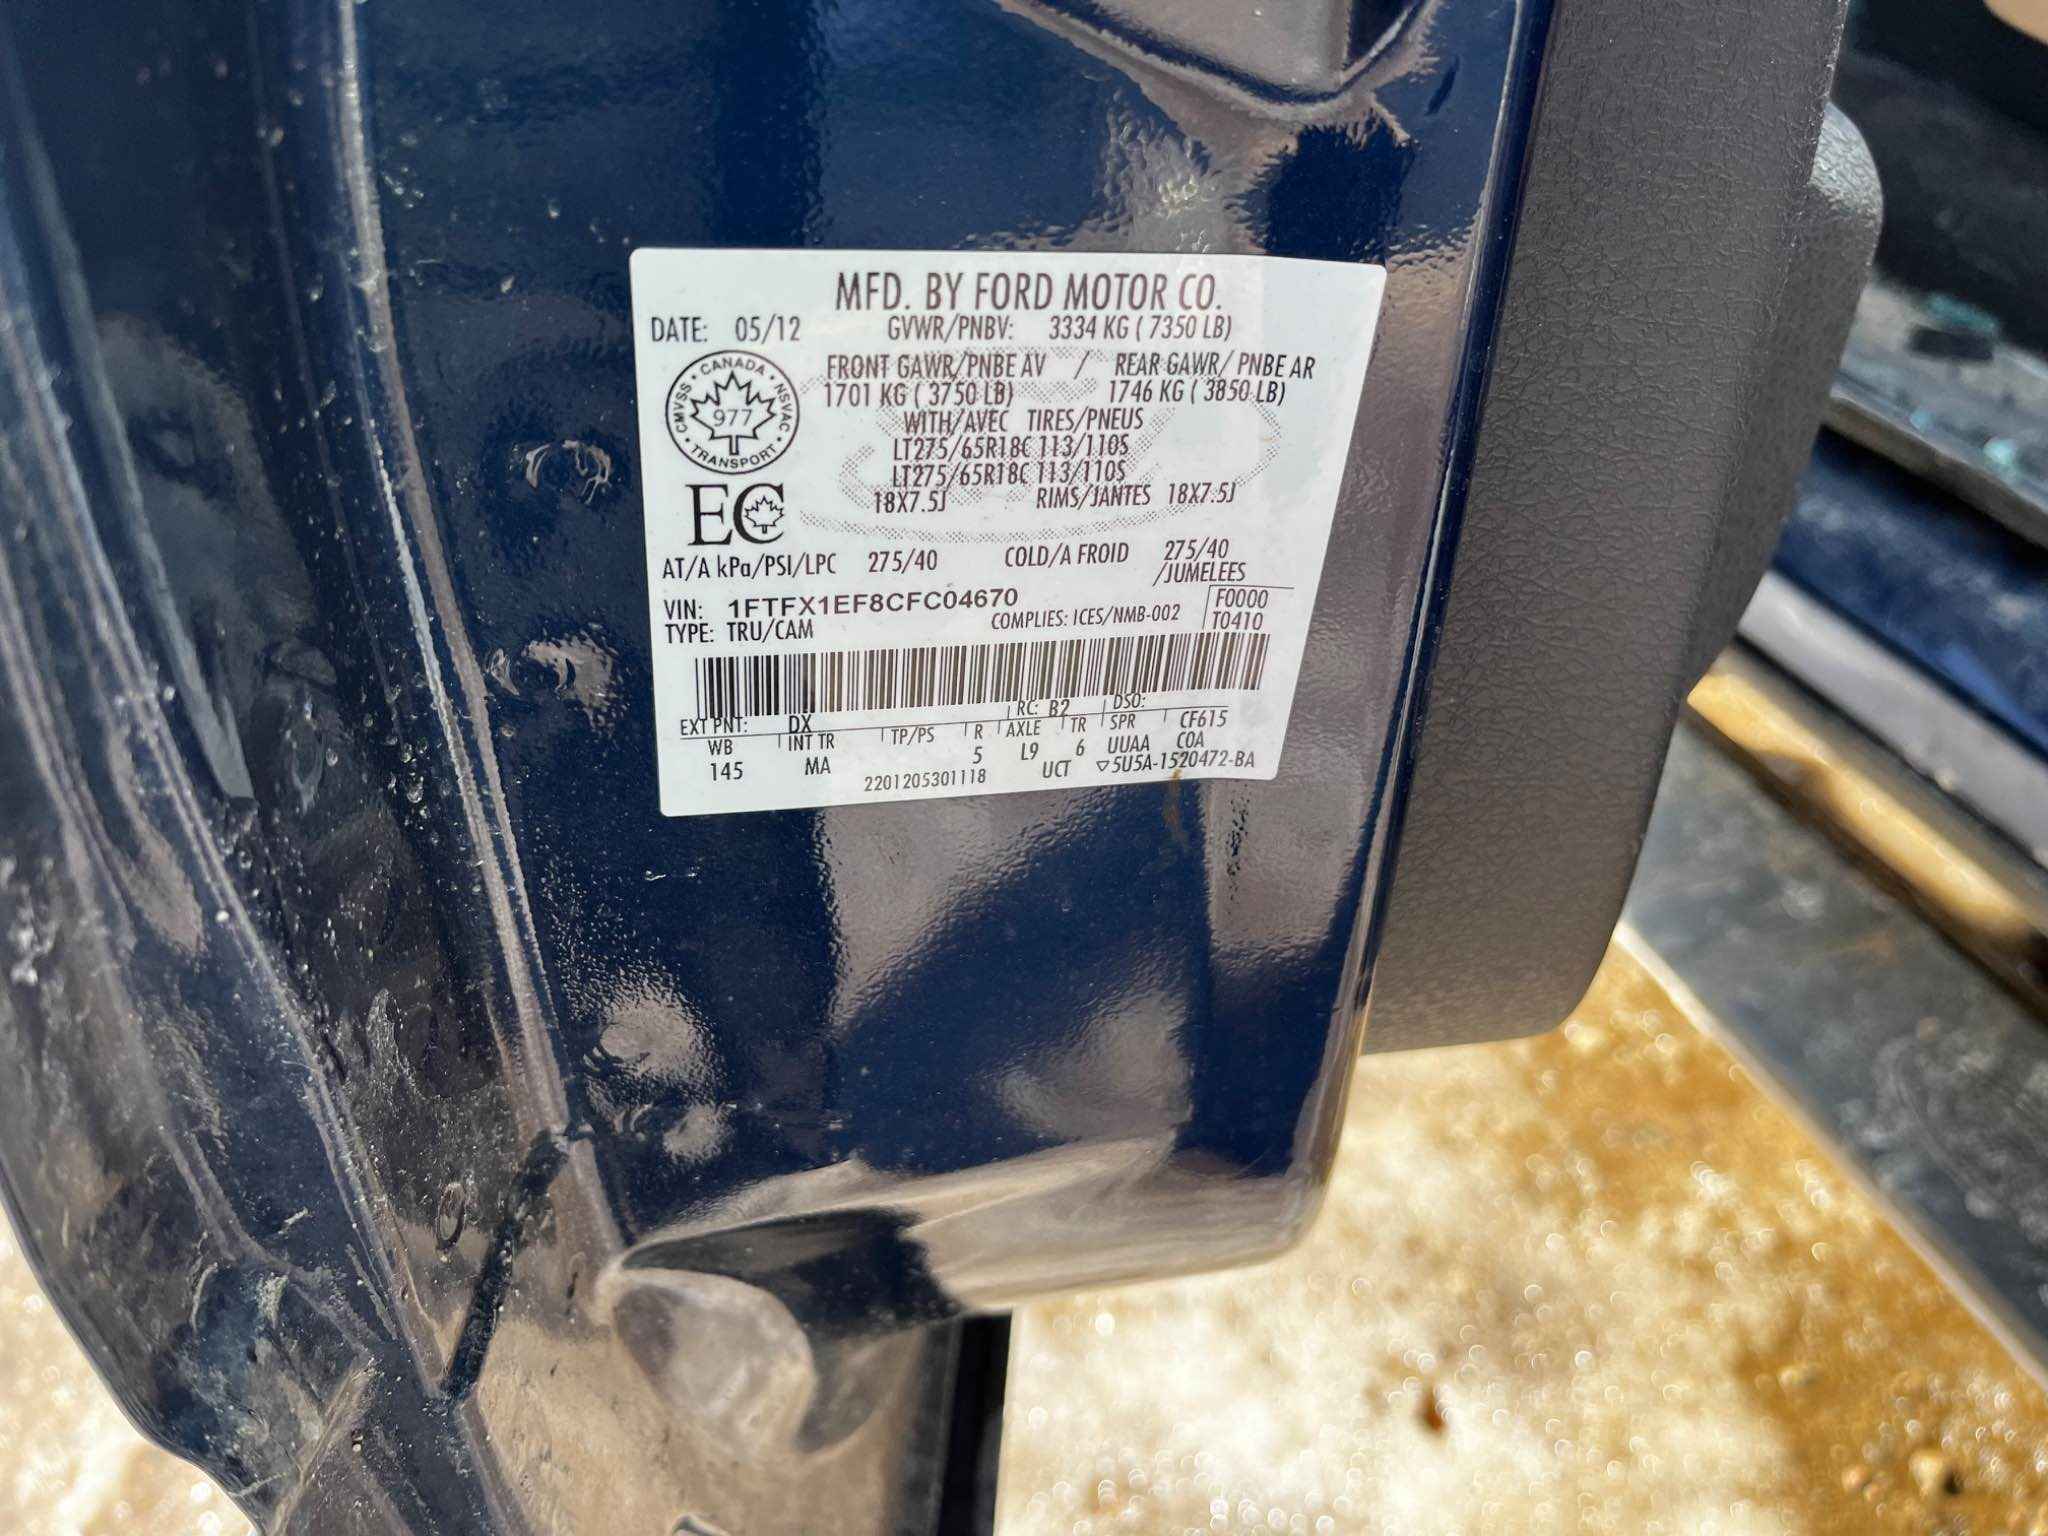 MFD. BY FORD MOTOR CO.
DATE: 05/12 GVWR/PNBV: 3334 KG ( 7350 LB)
CMVSS • CANADA • NSVAC • TRANSPORT •
977
FRONT GAWR/PNBE AV / REAR GAWR/ PNBE AR
1701 KG ( 3750 LB) 1746 KG ( 3850 LB)
WITH/AVEC TIRES/PNEUS
LT275/65R18C 113/110S
LT275/65R18C 113/110S
18X7.5J RIMS/JANTES 18X7.5J
EC
AT/A kPa/PSI/LPC 275/40 COLD/A FROID 275/40
/JUMELEES
VIN: 1FTFX1EF8CFC04670 F0000
TYPE: TRU/CAM COMPLIES: ICES/NMB-002 T0410
EXT PNT: DX RC: B2 DSO:
WB INT TR TP/PS R AXLE TR SPR CF615
145 MA 5 L9 6 UUAA COA
2201205301118 UCT ▽5U5A-1520472-BA